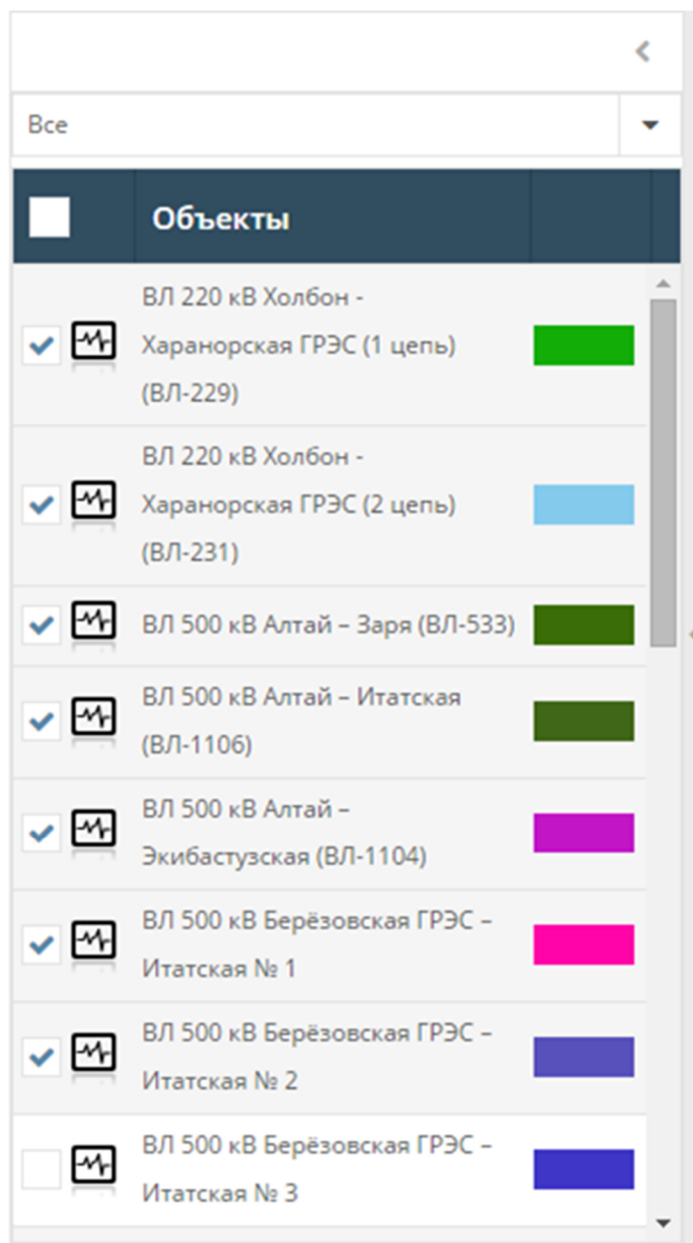 Все
Объекты
ВЛ 220 кВ Холбон -
Харанорская ГРЭС (1 цепь)
(ВЛ-229)
ВЛ 220 кВ Холбон -
Харанорская ГРЭС (2 цепь)
(ВЛ-231)
ВЛ 500 кВ Алтай – Заря (ВЛ-533)
ВЛ 500 кВ Алтай – Итатская
(ВЛ-1106)
ВЛ 500 кВ Алтай –
Экибастузская (ВЛ-1104)
ВЛ 500 кВ Берёзовская ГРЭС –
Итатская № 1
ВЛ 500 кВ Берёзовская ГРЭС –
Итатская № 2
ВЛ 500 кВ Берёзовская ГРЭС –
Итатская № 3